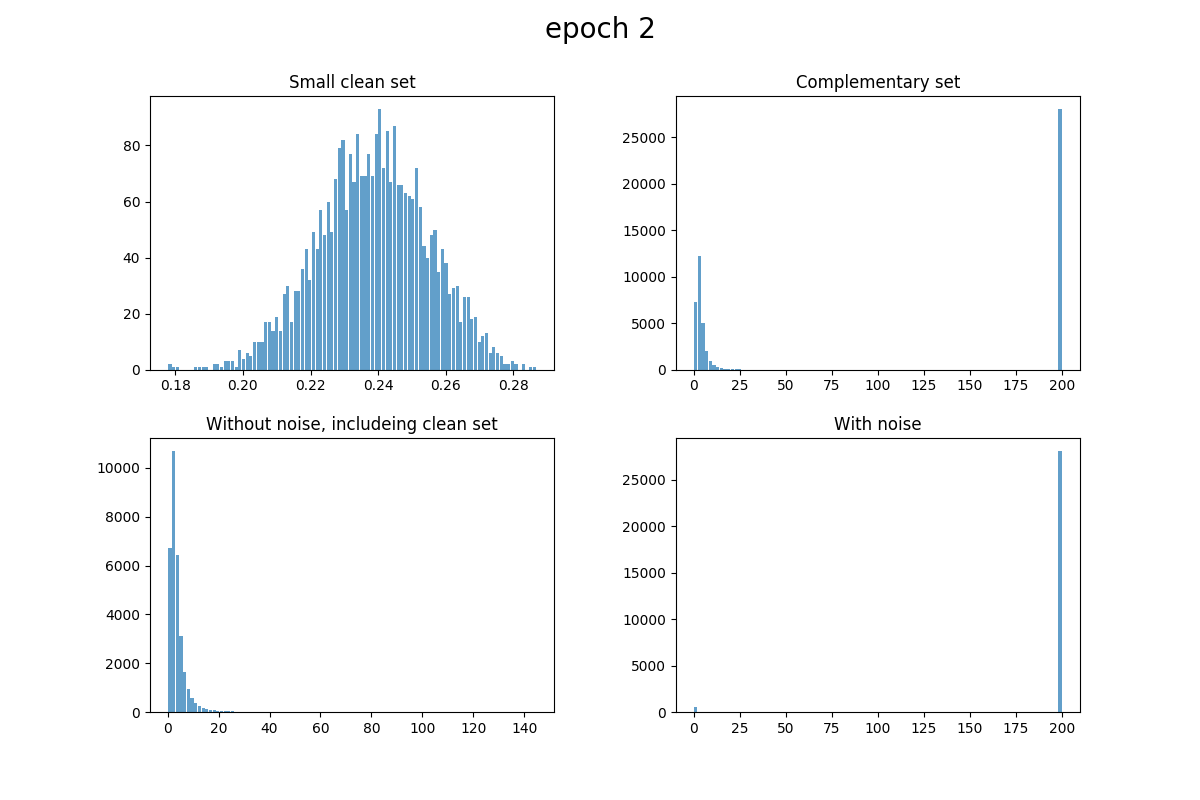 epoch 2
Small clean set
80
60
40
20
0
0.18 0.20 0.22 0.24 0.26 0.28
Complementary set
25000
20000
15000
10000
5000
0
0 25 50 75 100 125 150 175 200
Without noise, includeing clean set
10000
8000
6000
4000
2000
0
0 20 40 60 80 100 120 140
With noise
25000
20000
15000
10000
5000
0
0 25 50 75 100 125 150 175 200